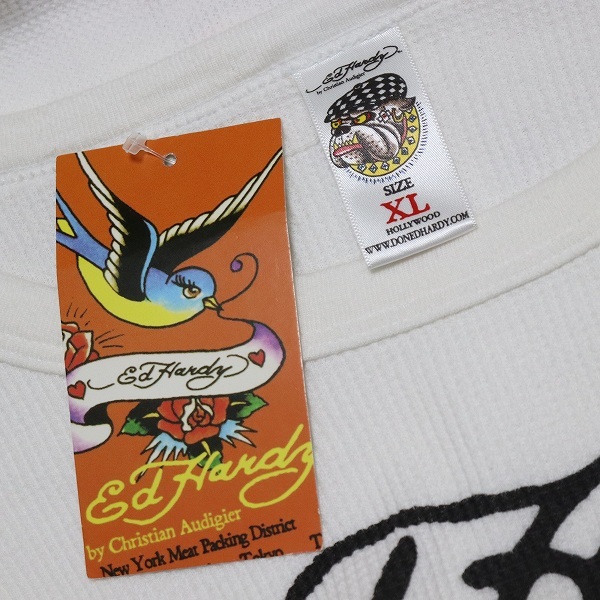 Ed Hardy
by Christian Audigier
SIZE
XL
HOLLYWOOD
WWW.DONEDHARDY.COM
Ed Hardy
Ed Hardy
by Christian Audigier
New York Meat Packing District
Tokyo